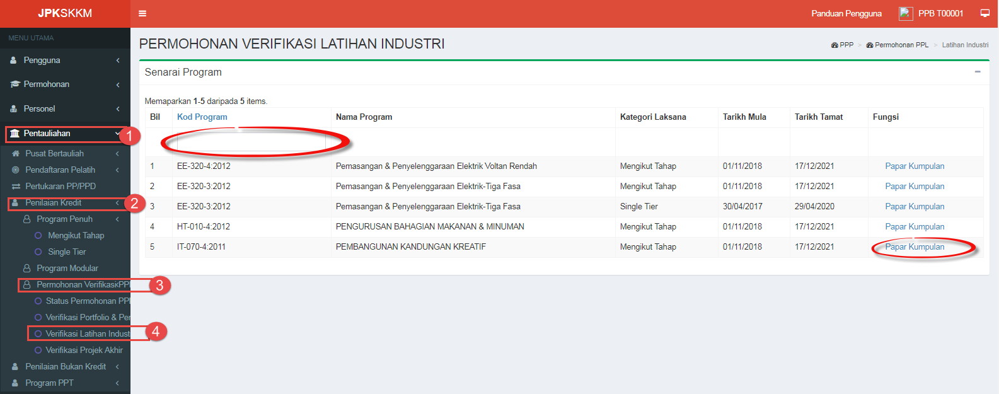 JPKSKKM
Panduan Pengguna
PPB T00001
MENU UTAMA
Pengguna
Permohonan
Personel
Pentauliahan
1
Pusat Bertauliah
Pendaftaran Pelatih
Pertukaran PP/PPD
Penilaian Kredit
2
Program Penuh
Mengikut Tahap
Single Tier
Program Modular
Permohonan Verifikasi PPL
3
Status Permohonan PPL
Verifikasi Portfolio &
Verifikasi Latihan
4
Verifikasi Projek Akhir
Penilaian Bukan Kredit
Program PPT
PERMOHONAN VERIFIKASI LATIHAN INDUSTRI
PPP > Permohonan PPL > Latihan Industri
Senarai Program
Memaparkan 1-5 daripada 5 items.
Bil Kod Program Nama Program Kategori Laksana Tarikh Mula Tarikh Tamat Fungsi
1 EE-320-4:2012 Pemasangan & Penyelenggaraan Elektrik Voltan Rendah Mengikut Tahap 01/11/2018 17/12/2021 Papar Kumpulan
2 EE-320-3:2012 Pemasangan & Penyelenggaraan Elektrik-Tiga Fasa Mengikut Tahap 01/11/2018 17/12/2021 Papar Kumpulan
3 EE-320-3:2012 Pemasangan & Penyelenggaraan Elektrik-Tiga Fasa Single Tier 30/04/2017 29/04/2020 Papar Kumpulan
4 HT-010-4:2012 PENGURUSAN BAHAGIAN MAKANAN & MINUMAN Mengikut Tahap 01/11/2018 17/12/2021 Papar Kumpulan
5 IT-070-4:2011 PEMBANGUNAN KANDUNGAN KREATIF Mengikut Tahap 01/11/2018 17/12/2021 Papar Kumpulan